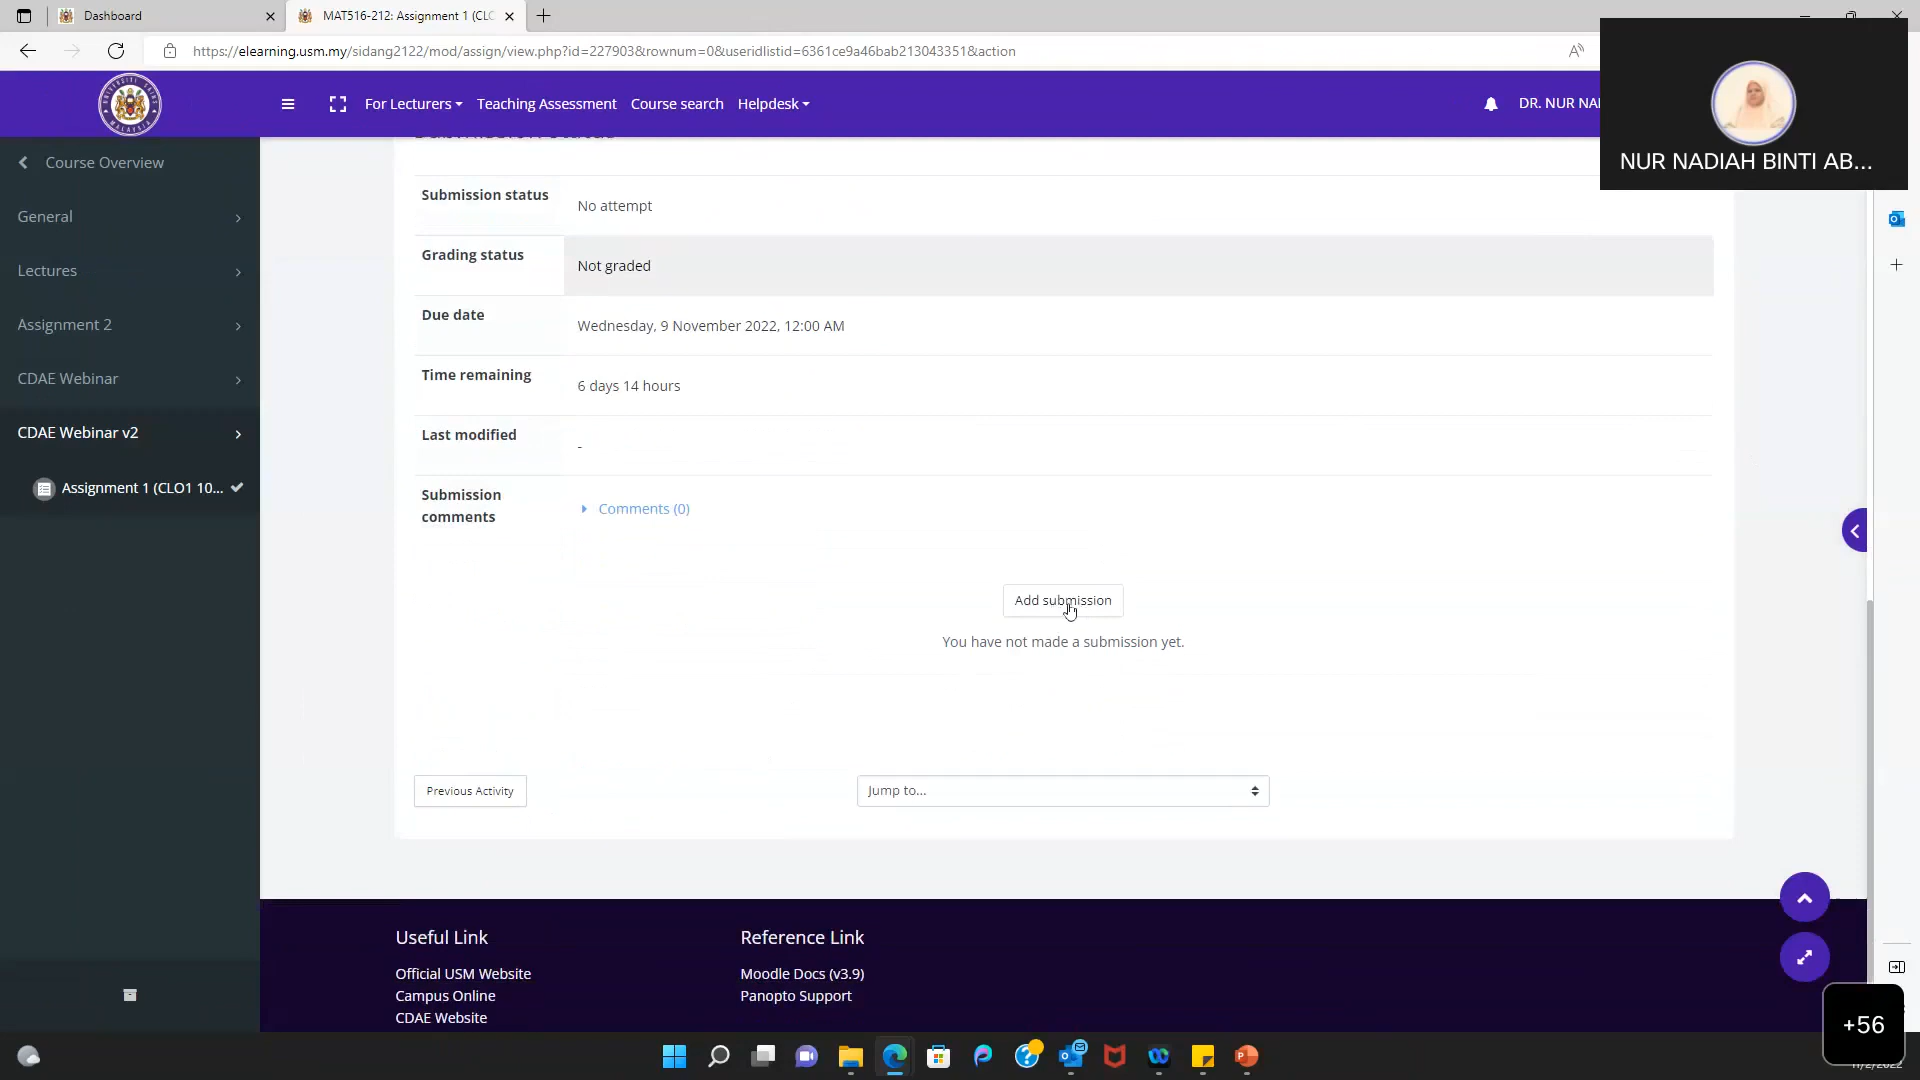 Dashboard
MAT516-212: Assignment 1 (CLO
https://elearning.usm.my/sidang2122/mod/assign/view.php?id=227903&rownum=0&useridlistid=6361ce9a46bab213043351&action
For Lecturers
Teaching Assessment
Course search
Helpdesk
DR. NUR NAI
NUR NADIAH BINTI AB...
Course Overview
General
Lectures
Assignment 2
CDAE Webinar
CDAE Webinar v2
Assignment 1 (CLO1 10...
Submission status
No attempt
Grading status
Not graded
Due date
Wednesday, 9 November 2022, 12:00 AM
Time remaining
6 days 14 hours
Last modified
-
Submission
comments
Comments (0)
Add submission
You have not made a submission yet.
Previous Activity
Jump to...
Useful Link
Official USM Website
Campus Online
CDAE Website
Reference Link
Moodle Docs (v3.9)
Panopto Support
+56